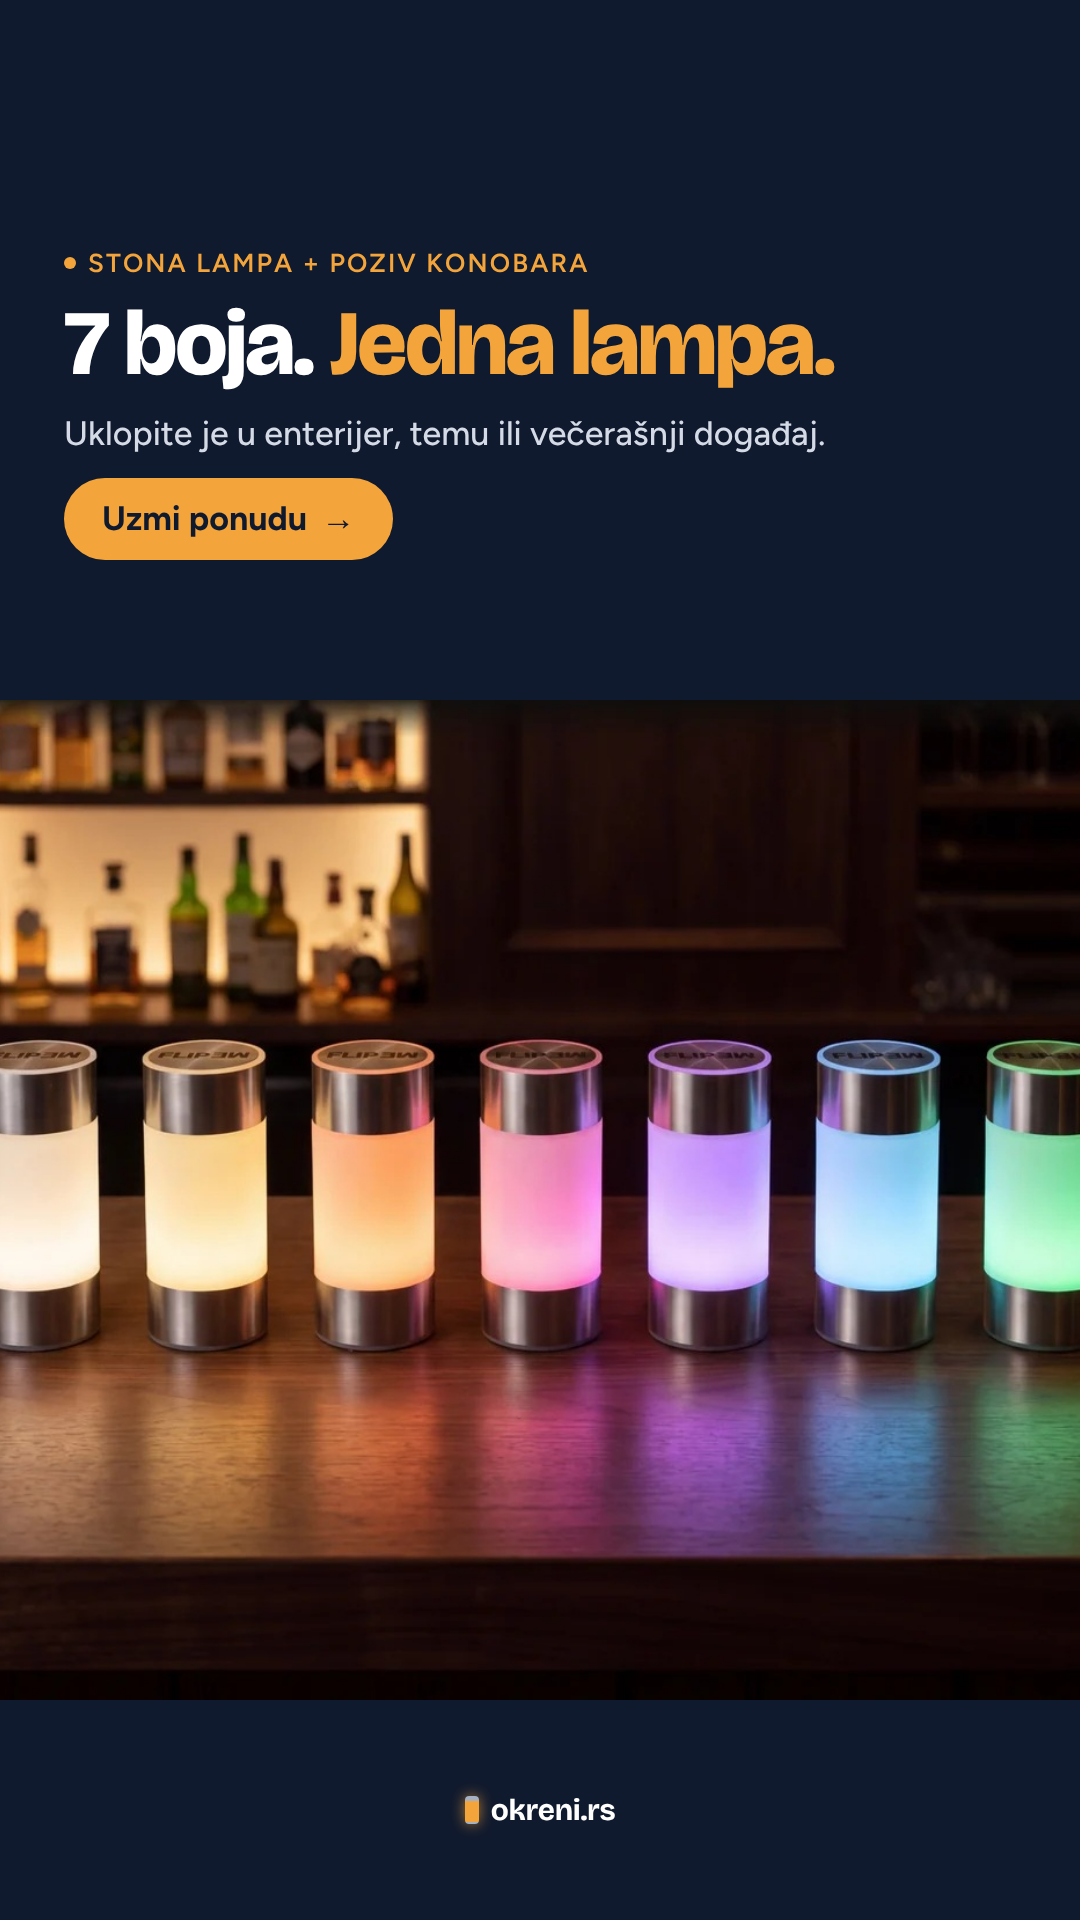 STONA LAMPA + POZIV KONOBARA
7 boja. Jedna lampa.
Uklopite je u enterijer, temu ili večerašnji događaj.
Uzmi ponudu →
okreni.rs